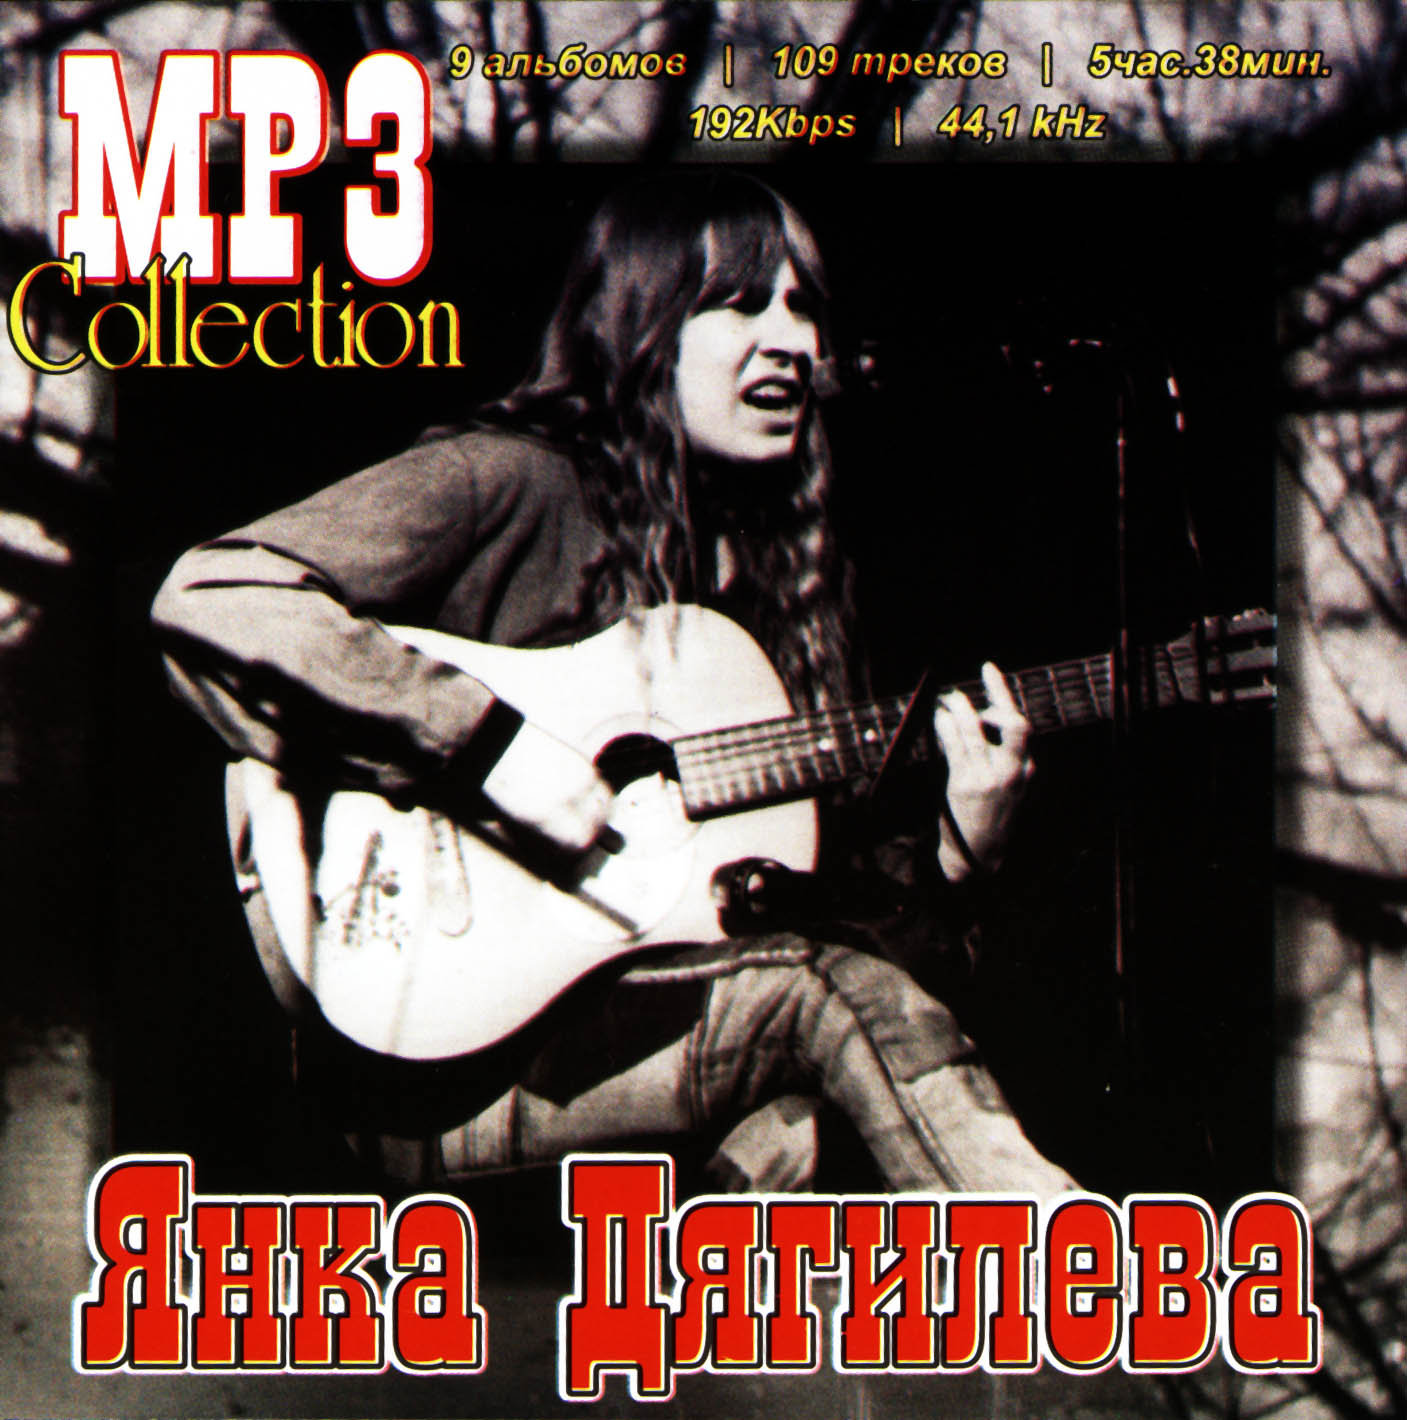 MP3
Collection
9 альбомов | 109 треков | 5час.38мин.
192Kbps | 44,1 kHz
Янка Дягилева